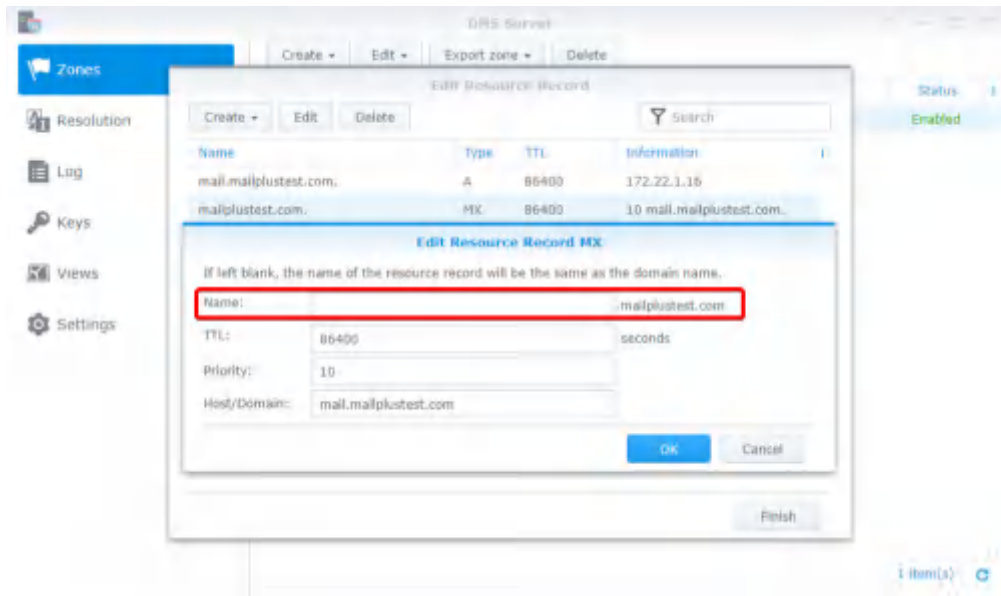 DNS Server
Create Edit Export zone Delete
Zones
Edit Resource Record
Status
Resolution
Create Edit Delete
Search
Enabled
Name Type TTL Information
Log
mail.mailplustest.com. A 86400 172.22.1.16
mailplustest.com. MX 86400 10 mail.mailplustest.com.
Keys
Edit Resource Record MX
Views
If left blank, the name of the resource record will be the same as the domain name.
Name: .mailplustest.com
Settings
TTL: 86400 seconds
Priority: 10
Host/Domain: mail.mailplustest.com
OK Cancel
Finish
1 item(s)